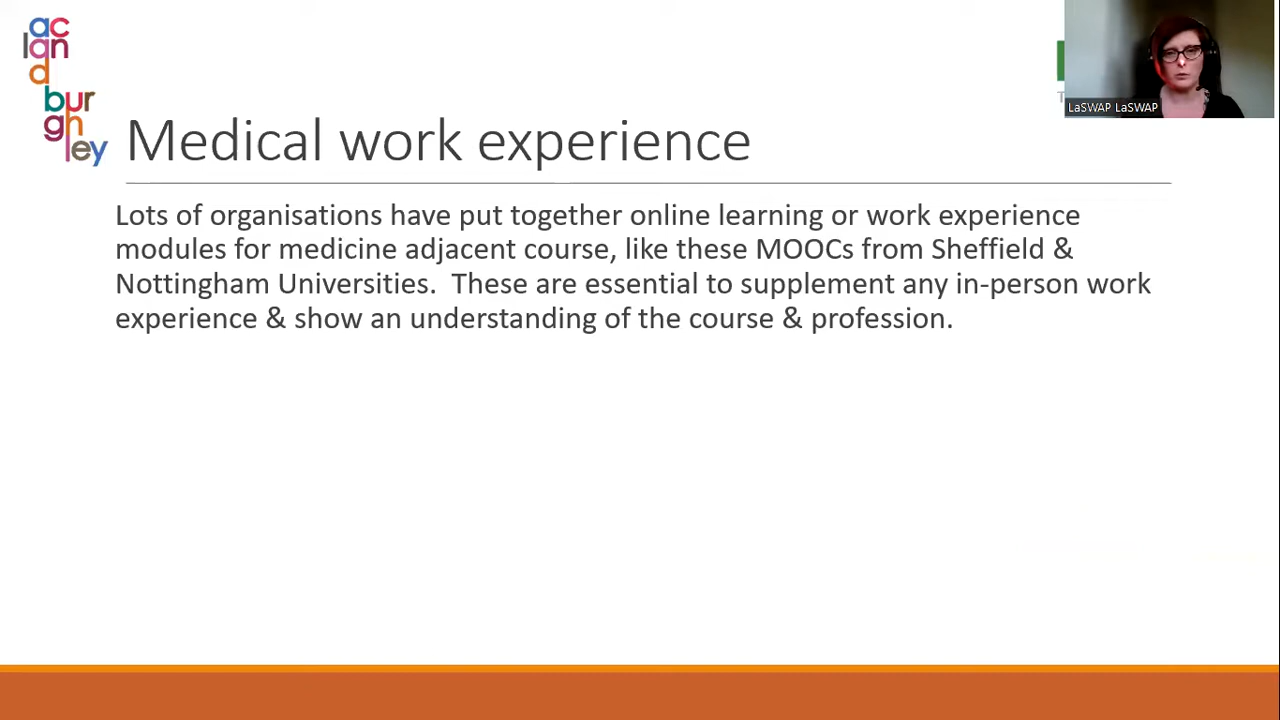 ac
lan
d
bur
gh
ley
LaSWAP LaSWAP
Medical work experience
Lots of organisations have put together online learning or work experience
modules for medicine adjacent course, like these MOOCs from Sheffield &
Nottingham Universities.  These are essential to supplement any in-person work
experience & show an understanding of the course & profession.